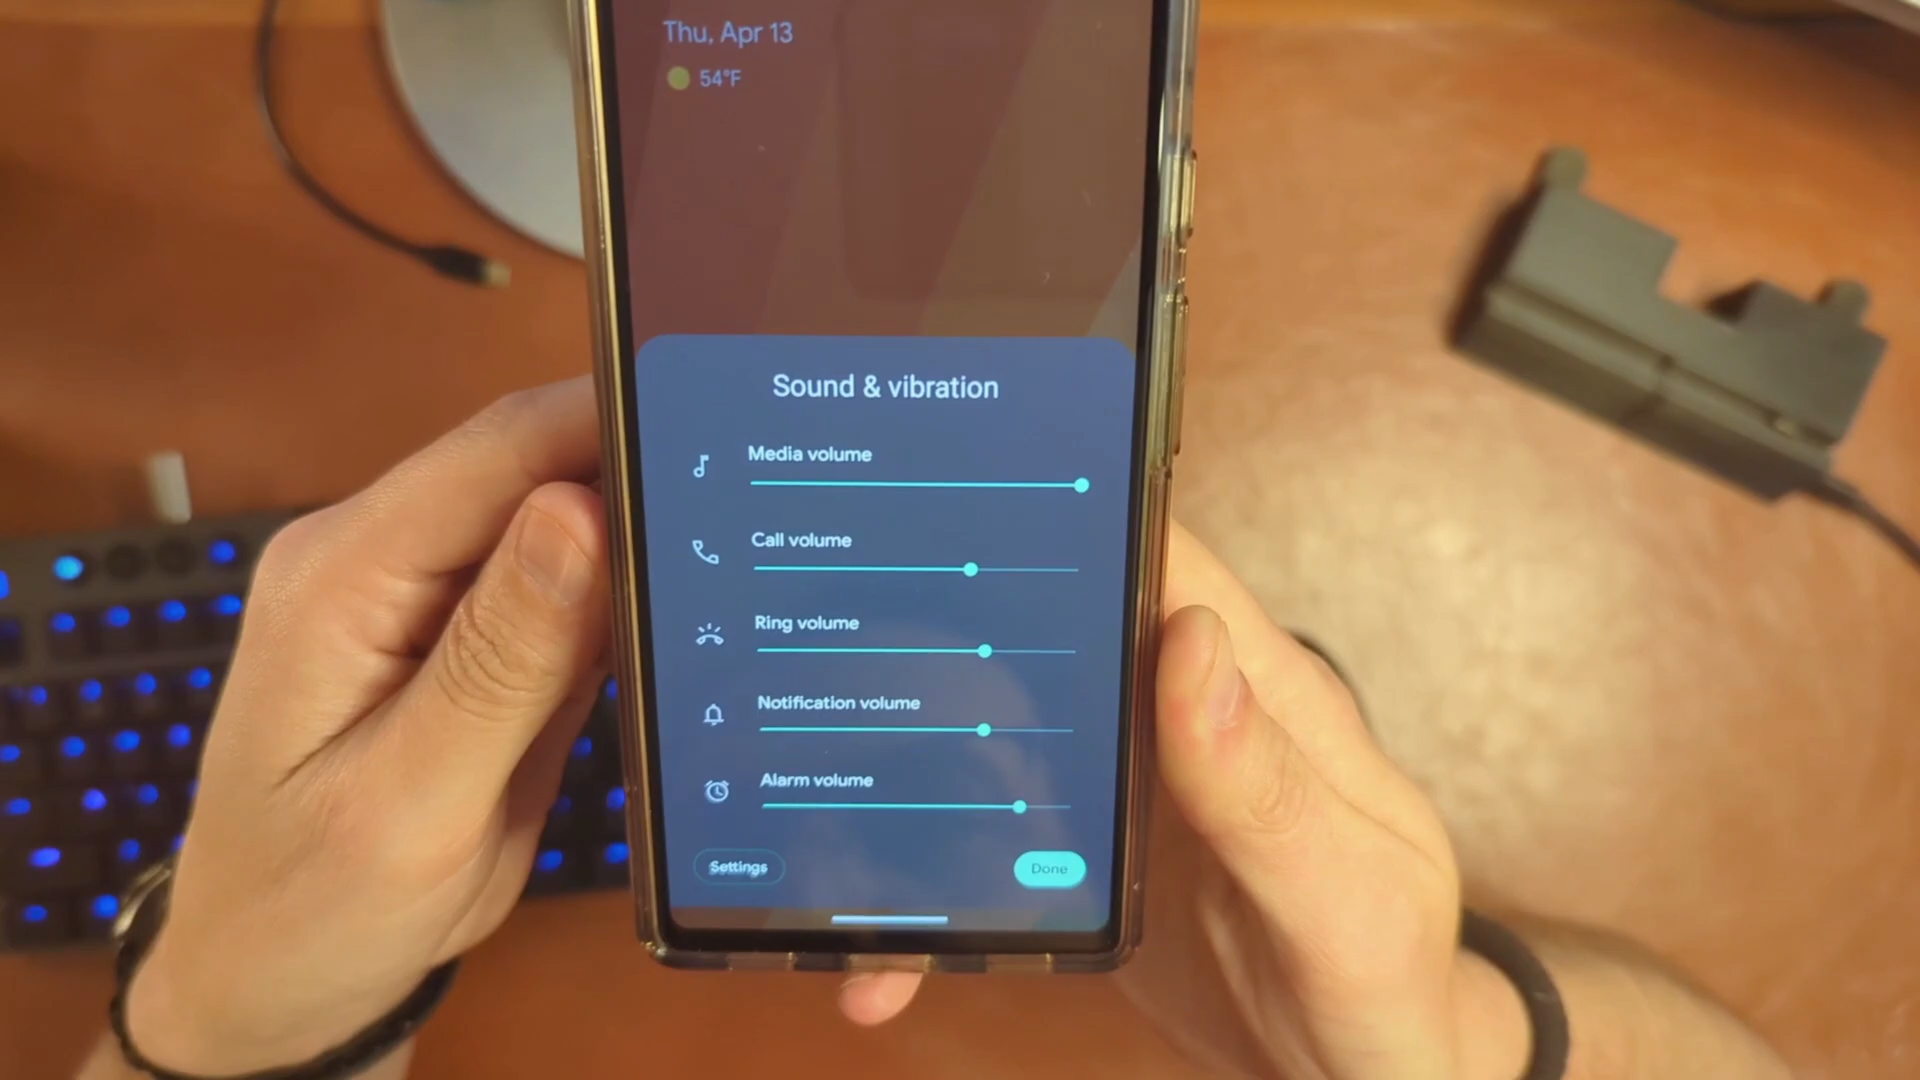 Thu, Apr 13
54°F
Sound & vibration
Media volume
Call volume
Ring volume
Notification volume
Alarm volume
Settings
Done